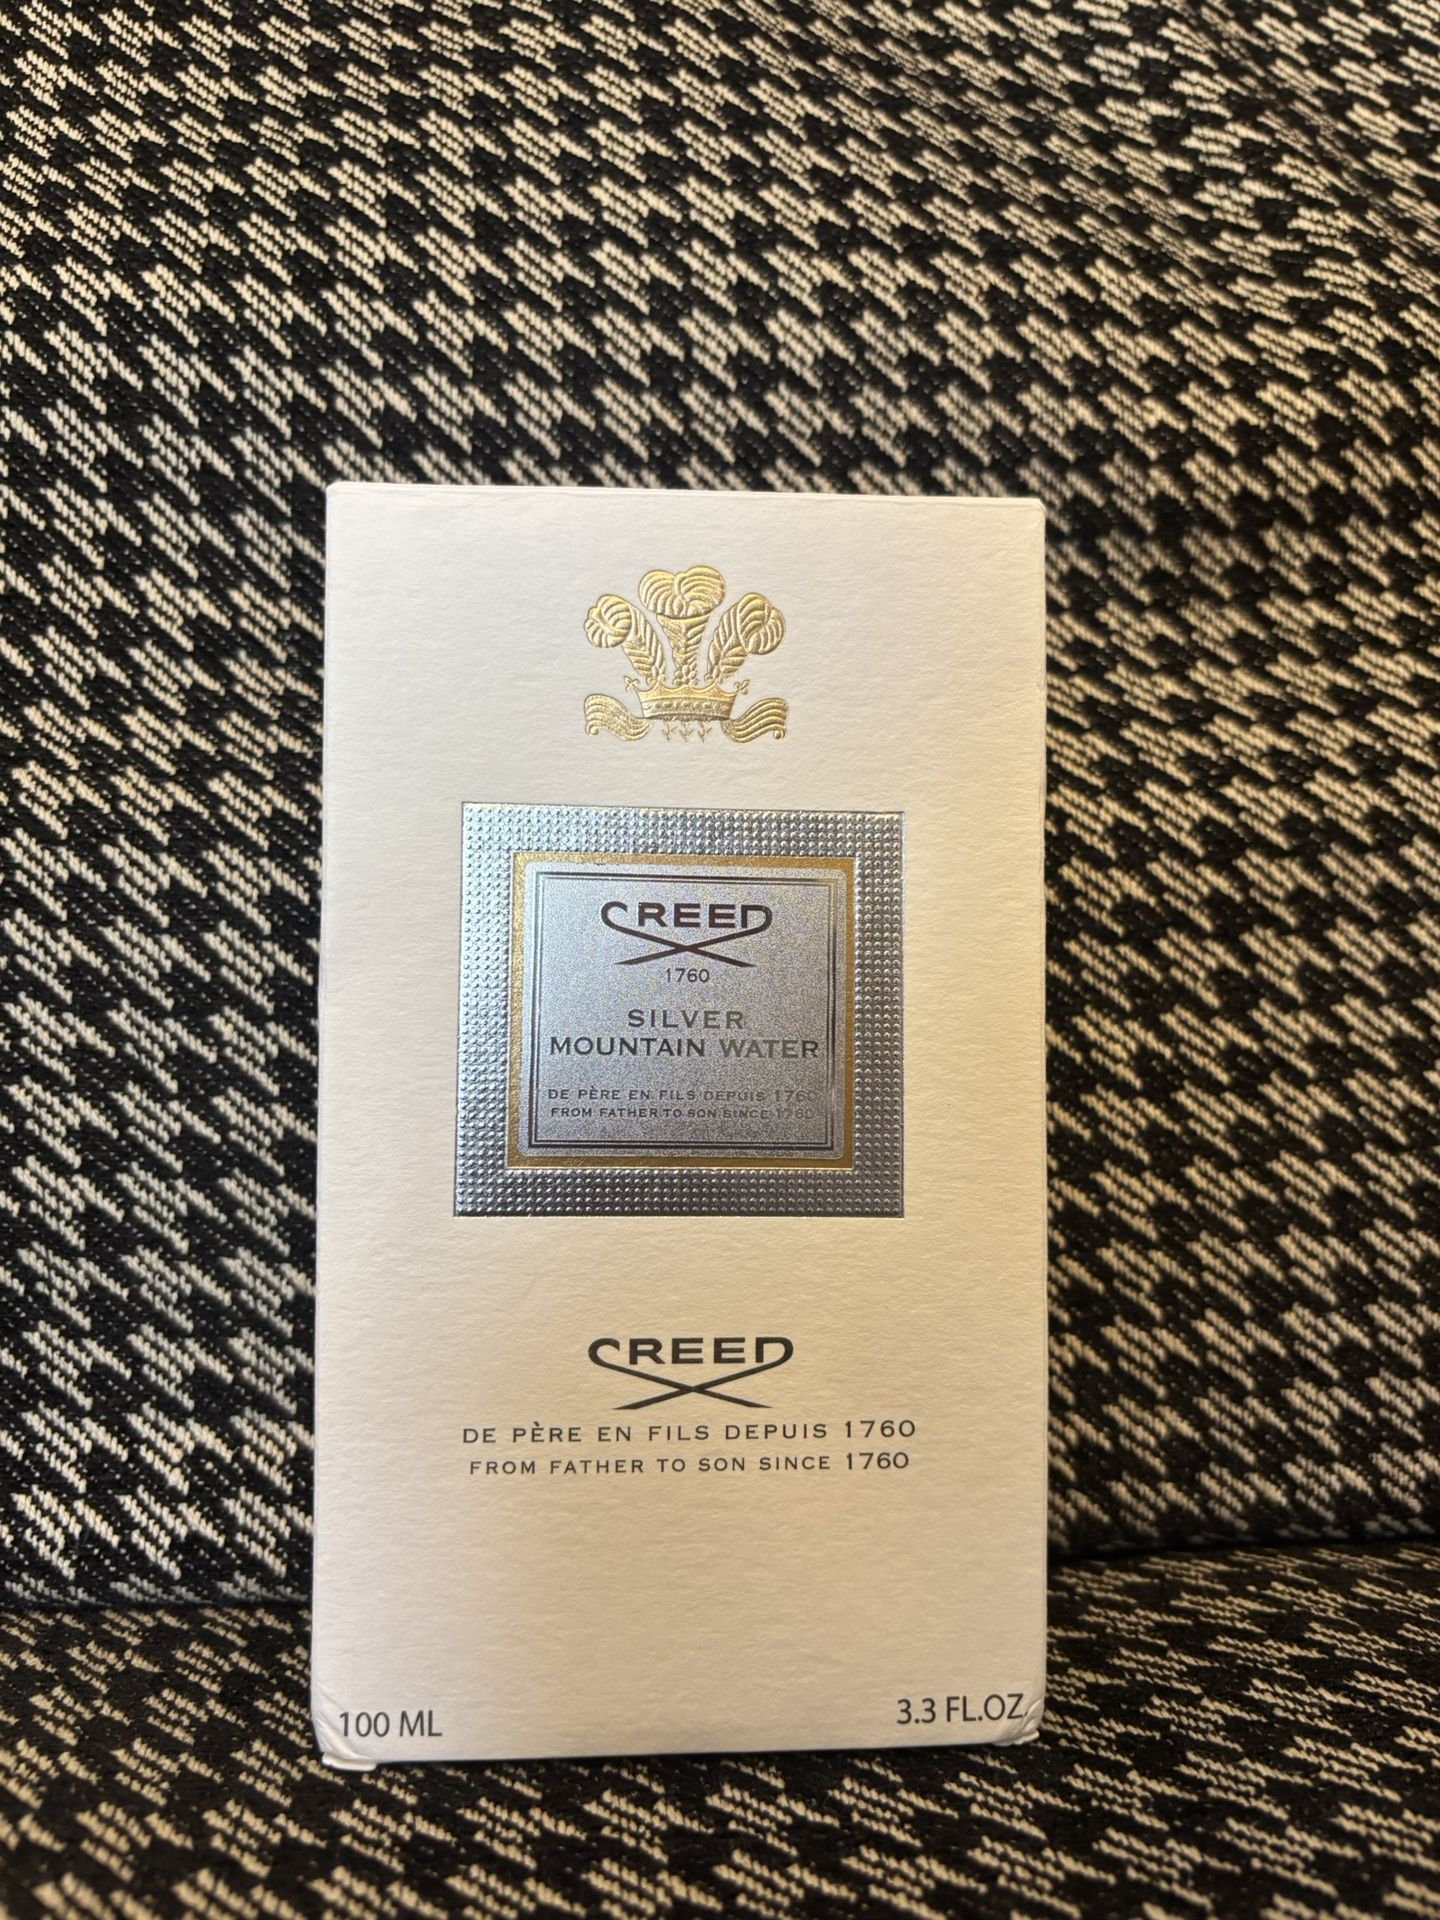 CREED
1760
SILVER
MOUNTAIN WATER
DE PÈRE EN FILS DEPUIS 1760
FROM FATHER TO SON SINCE 1760
CREED
DE PÈRE EN FILS DEPUIS 1760
FROM FATHER TO SON SINCE 1760
100 ML
3.3 FL.OZ.